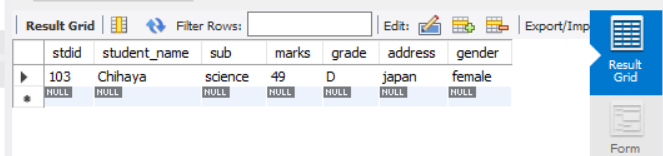 Result Grid Filter Rows: Edit: Export/Imp
stdid student_name sub marks grade address gender
103 Chihaya science 49 D japan female
NULL NULL NULL NULL NULL NULL NULL
Result
Grid
Form